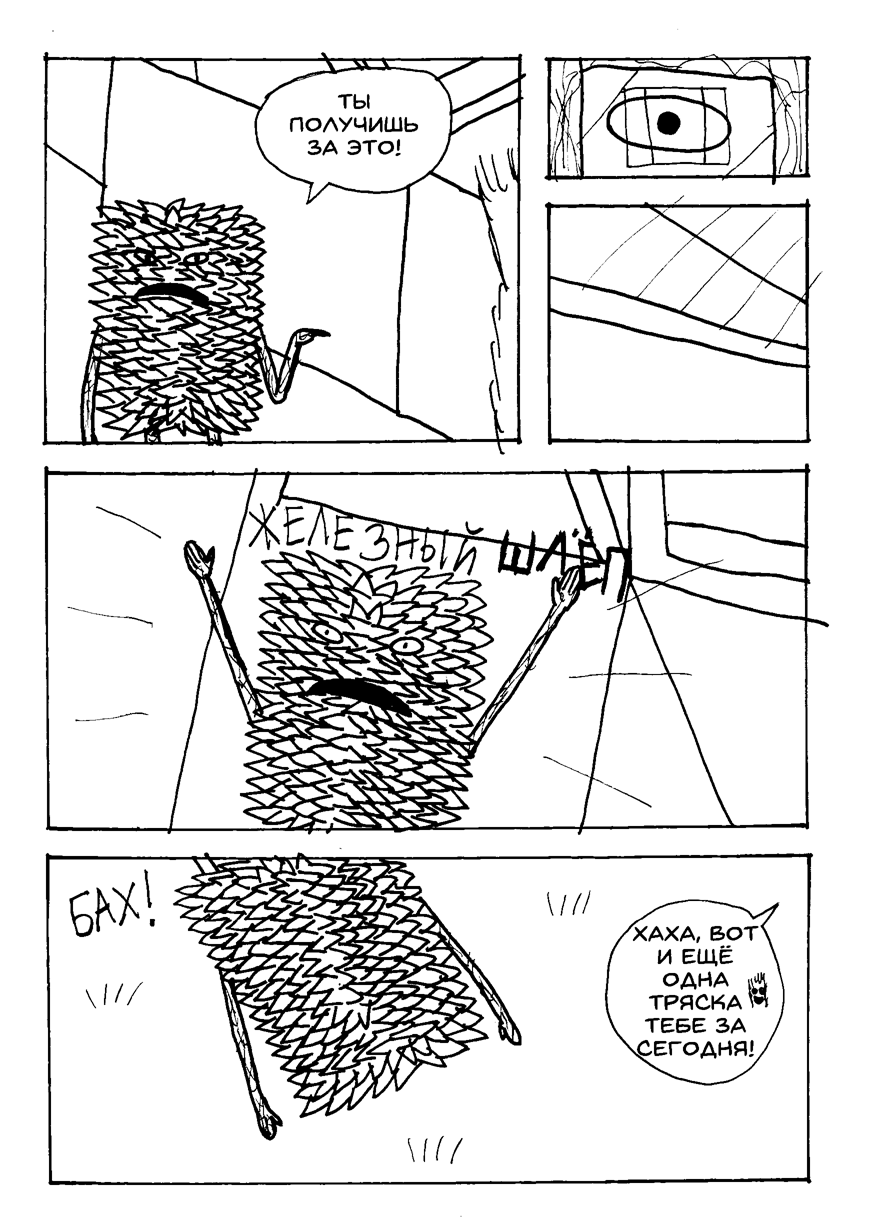 ТЫ
ПОЛУЧИШЬ
ЗА ЭТО!
ЖЕЛЕЗНЫЙ ШЛЁП
БАХ!
ХАХА, ВОТ
И ЕЩЁ
ОДНА
ТРЯСКА
ТЕБЕ ЗА
СЕГОДНЯ!